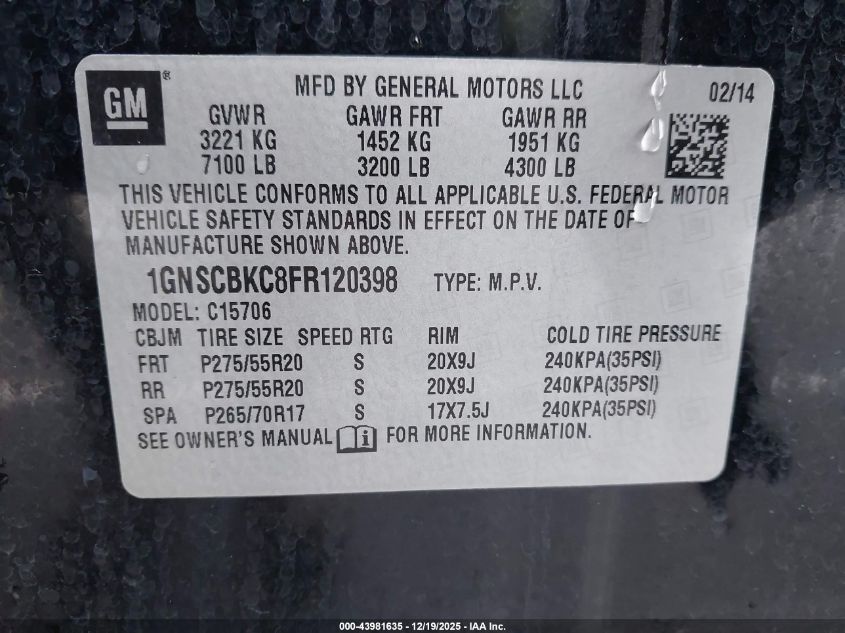 GM ® MFD BY GENERAL MOTORS LLC 02/14
GVWR GAWR FRT GAWR RR
3221 KG 1452 KG 1951 KG
7100 LB 3200 LB 4300 LB
THIS VEHICLE CONFORMS TO ALL APPLICABLE U.S. FEDERAL MOTOR
VEHICLE SAFETY STANDARDS IN EFFECT ON THE DATE OF
MANUFACTURE SHOWN ABOVE.
1GNSCBKC8FR120398 TYPE: M.P.V.
MODEL: C15706
CBJM TIRE SIZE SPEED RTG RIM COLD TIRE PRESSURE
FRT P275/55R20 S 20X9J 240KPA(35PSI)
RR P275/55R20 S 20X9J 240KPA(35PSI)
SPA P265/70R17 S 17X7.5J 240KPA(35PSI)
SEE OWNER'S MANUAL i FOR MORE INFORMATION.
000-43981635 - 12/19/2025 - IAA Inc.